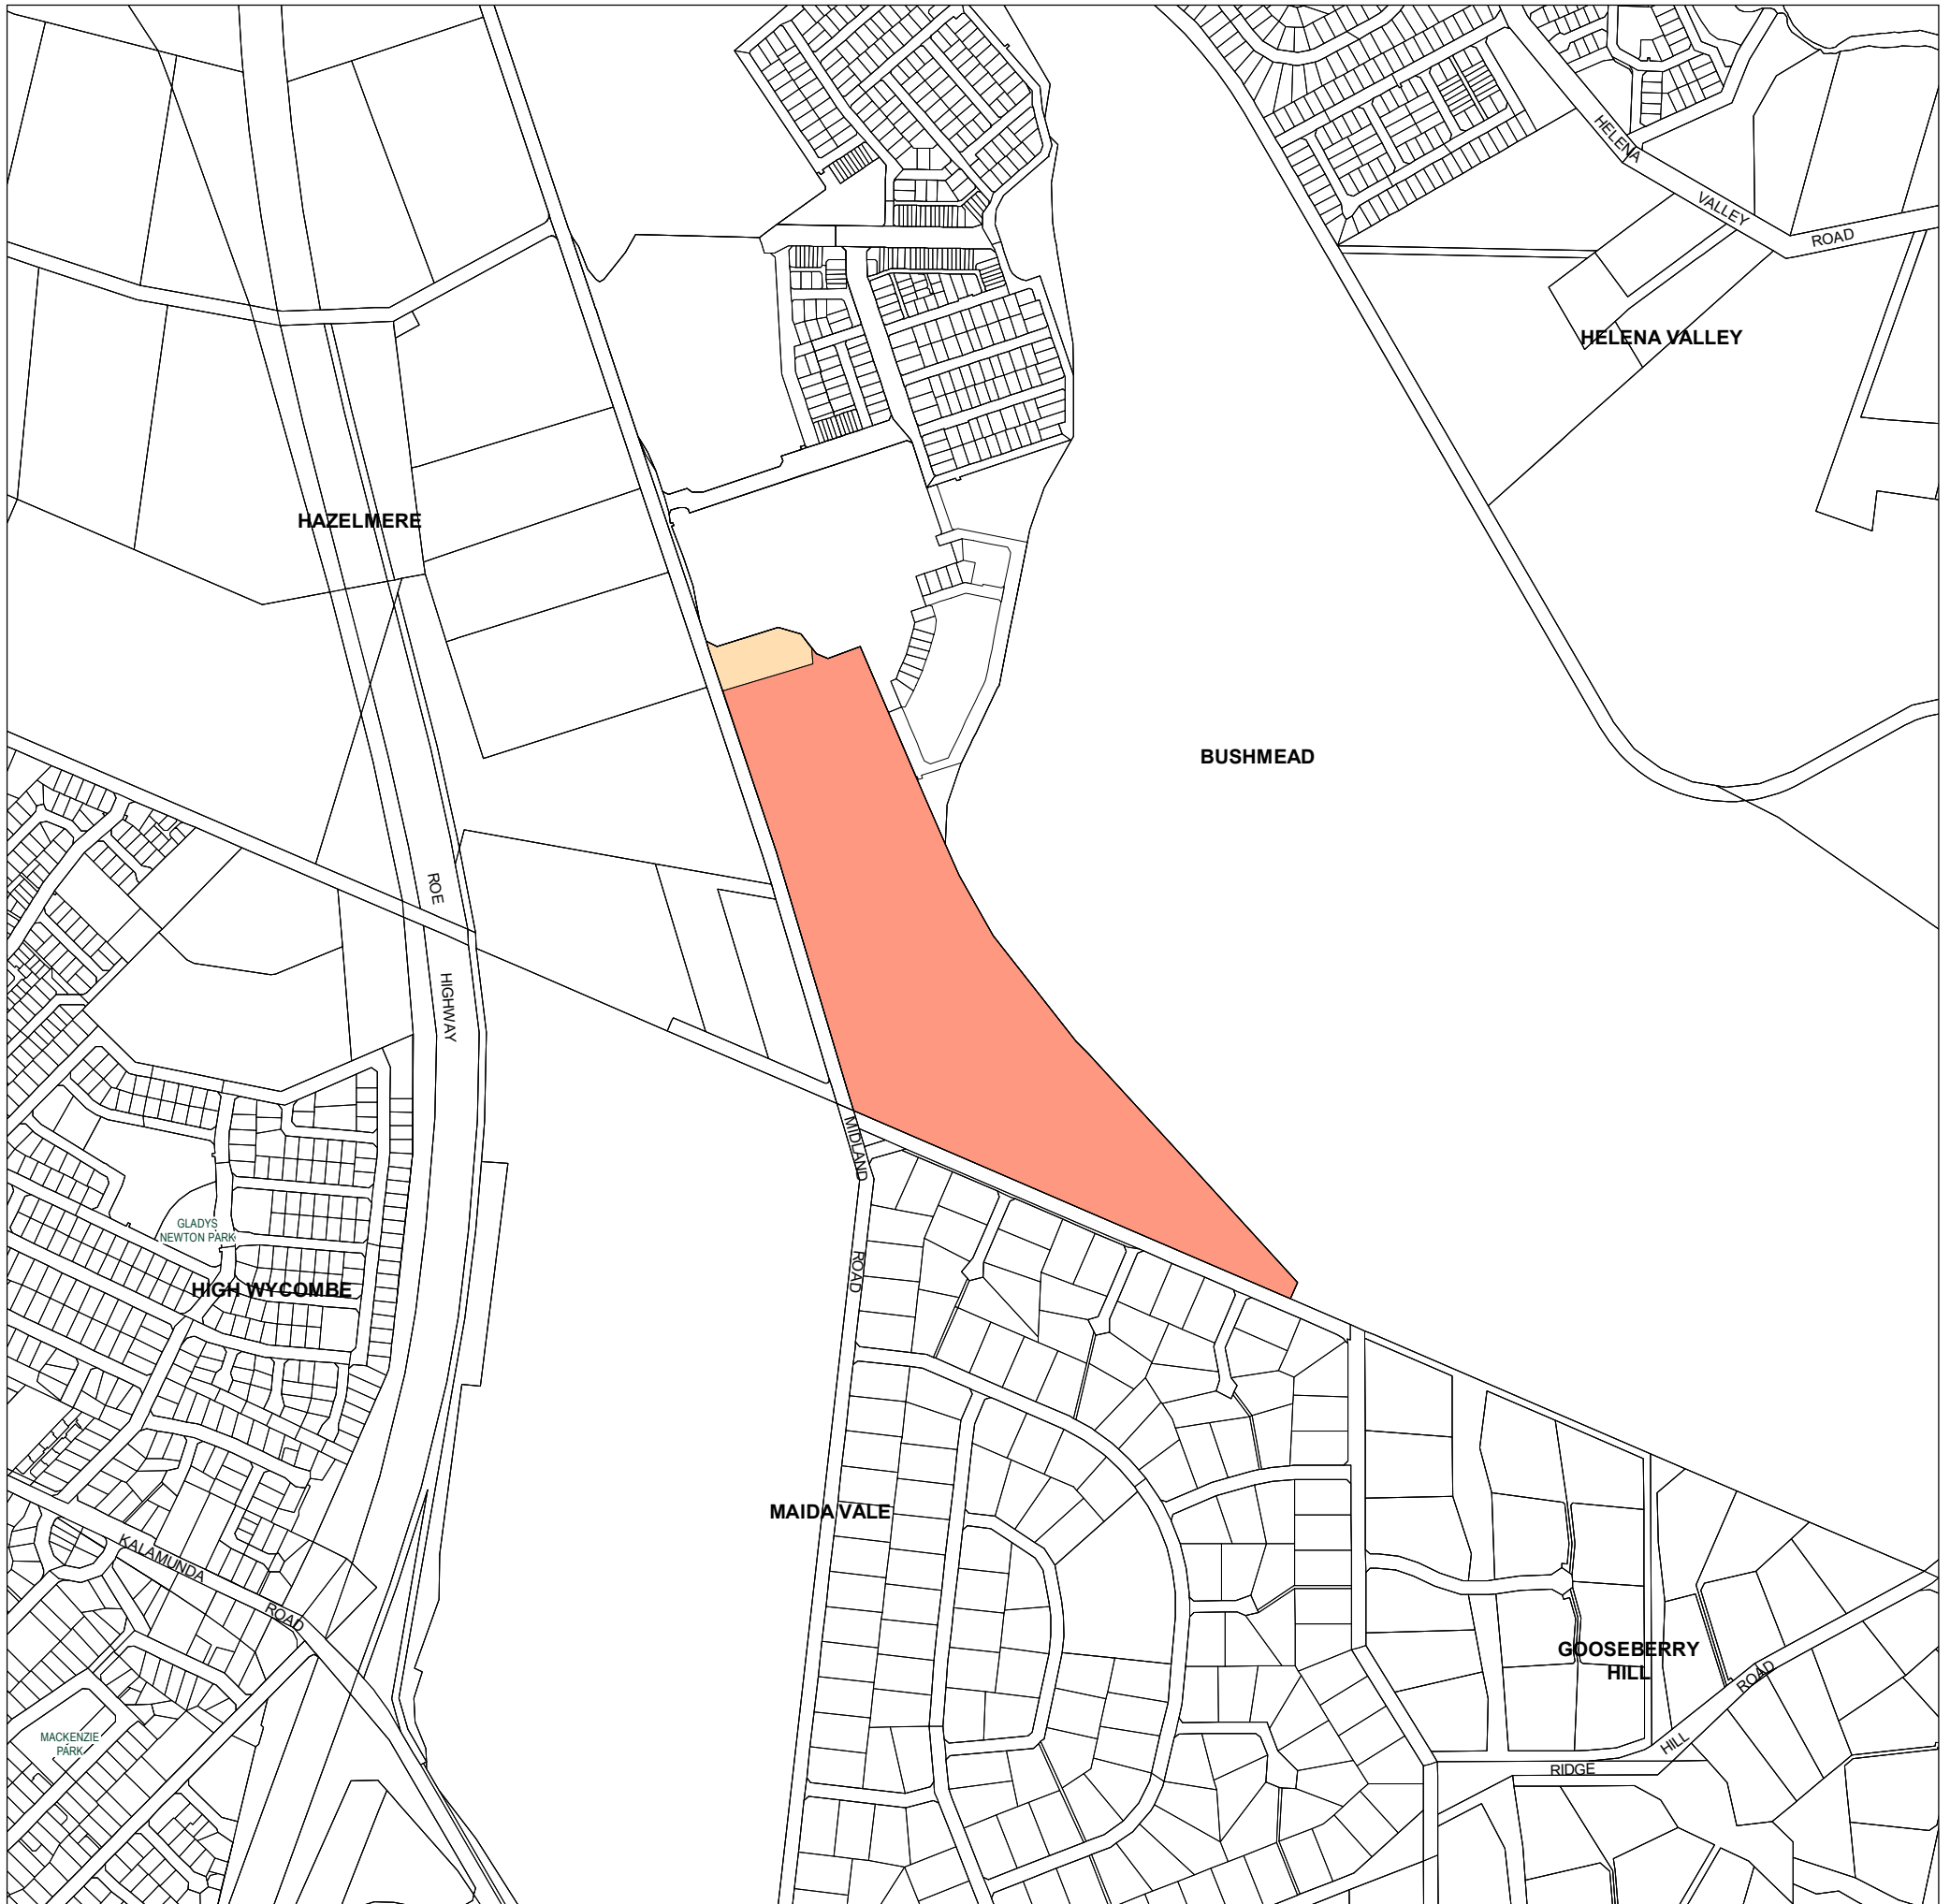 HELENA
VALLEY
ROAD
HELENA VALLEY
HAZELMERE
BUSHMEAD
ROE
HIGHWAY
MIDLAND
ROAD
GLADYS
NEWTON PARK
HIGH WYCOMBE
MAIDA VALE
KALAMUNDA
ROAD
GOOSEBERRY
HILL
ROAD
HILL
RIDGE
MACKENZIE
PARK